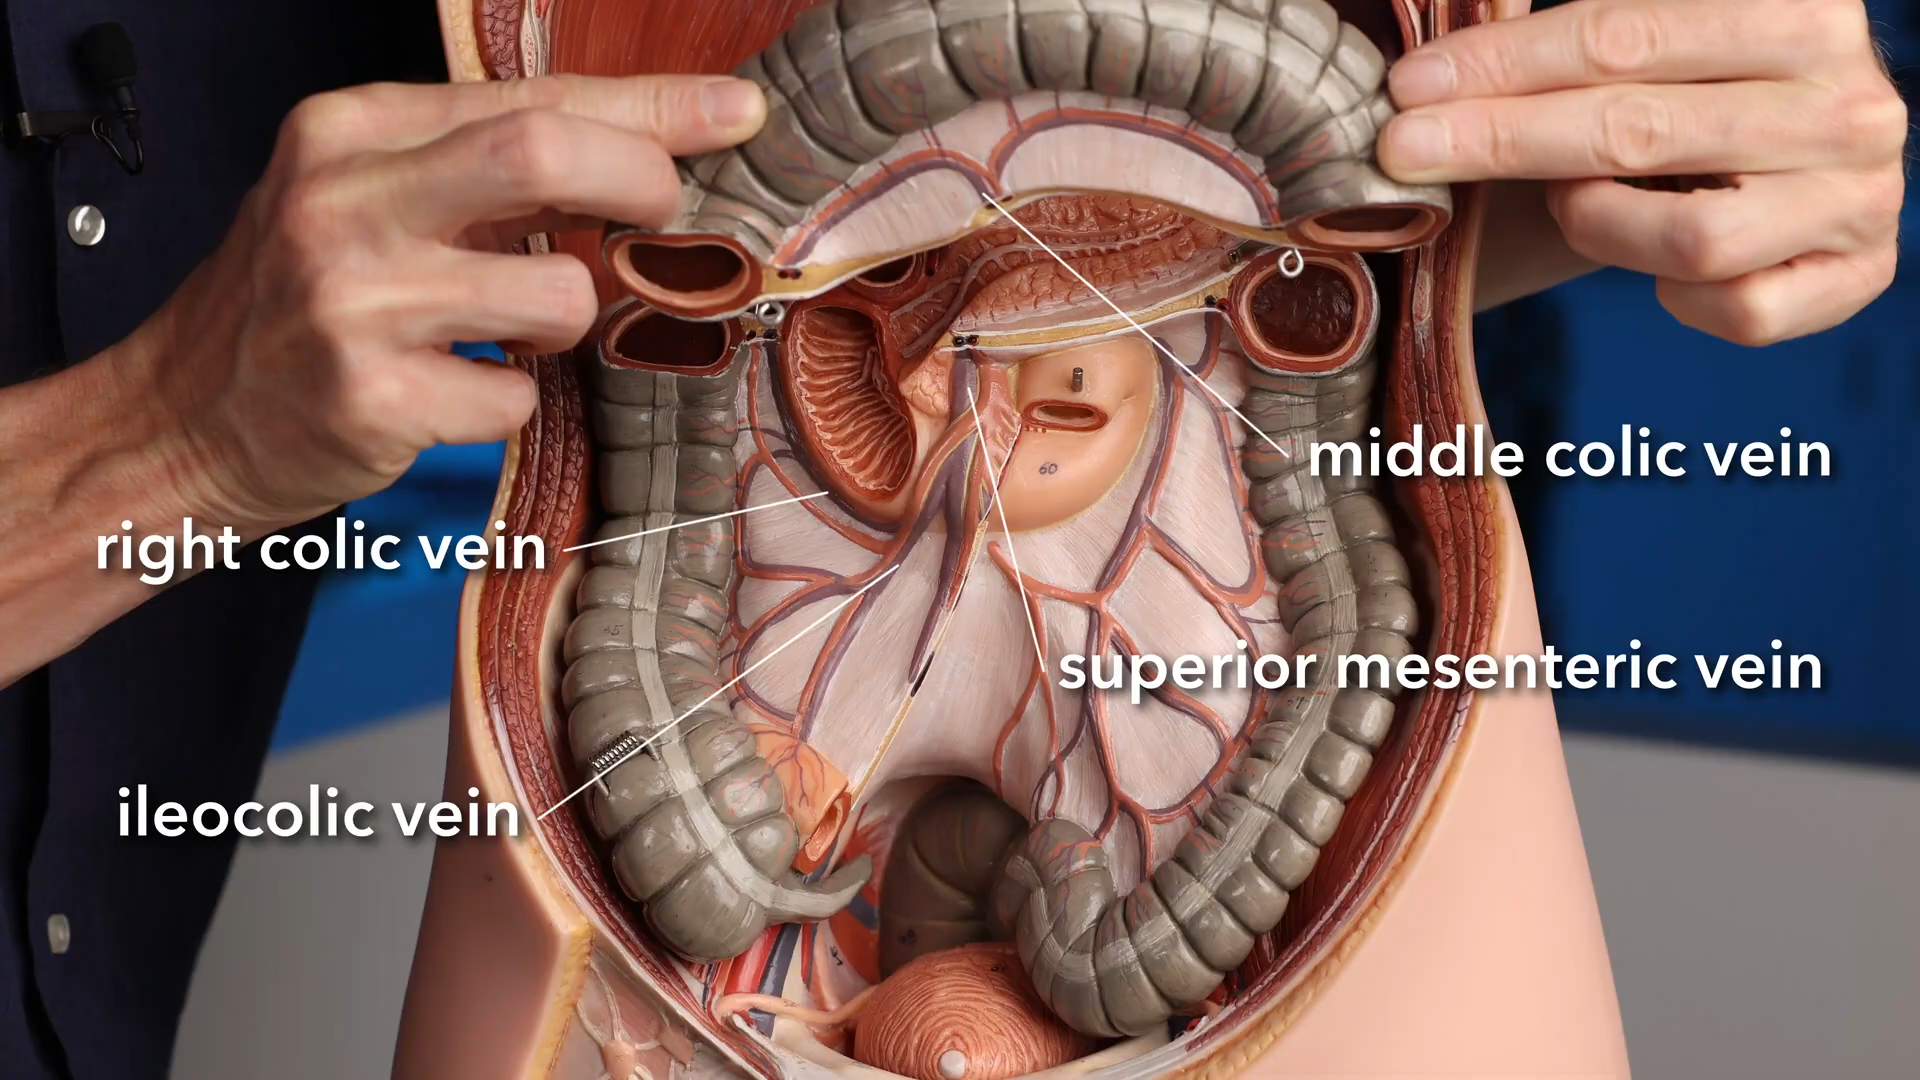 middle colic vein
right colic vein
60
superior mesenteric vein
ileocolic vein